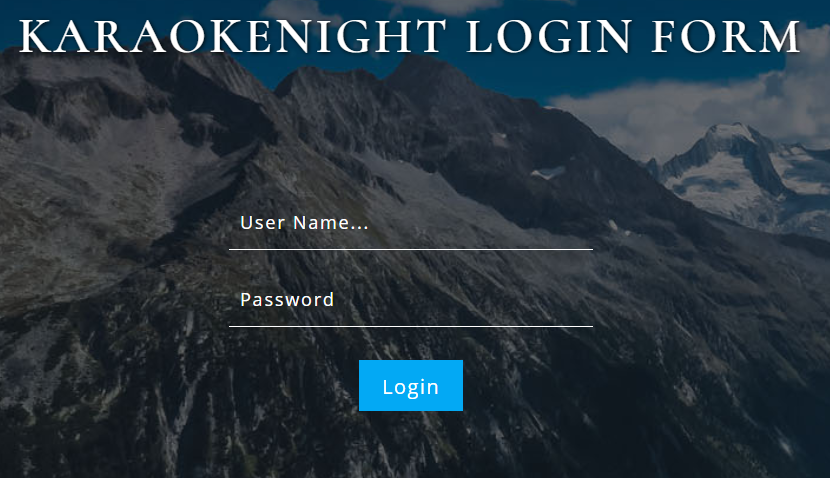 KARAOKENIGHT LOGIN FORM
User Name...
Password
Login